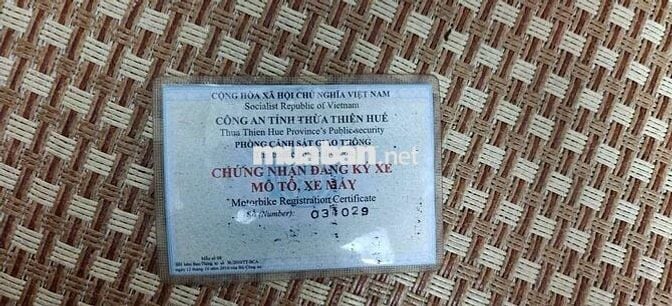 CỘNG HÒA XÃ HỘI CHỦ NGHĨA VIỆT NAM
Socialist Republic of Vietnam
CÔNG AN TỈNH THỪA THIÊN HUẾ
Thua Thien Hue Province's Public security
PHÒNG CẢNH SÁT GIAO THÔNG
muaban.net
CHỨNG NHẬN ĐĂNG KÝ XE
MÔ TÔ, XE MÁY
Motorbike Registration Certificate
Số (Number): 031029